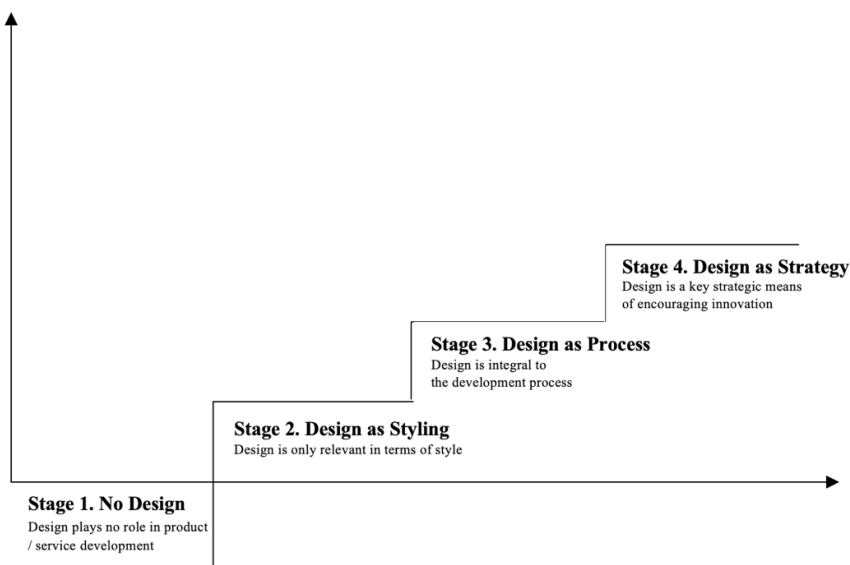 Stage 4. Design as Strategy
Design is a key strategic means
of encouraging innovation
Stage 3. Design as Process
Design is integral to
the development process
Stage 2. Design as Styling
Design is only relevant in terms of style
Stage 1. No Design
Design plays no role in product
/ service development